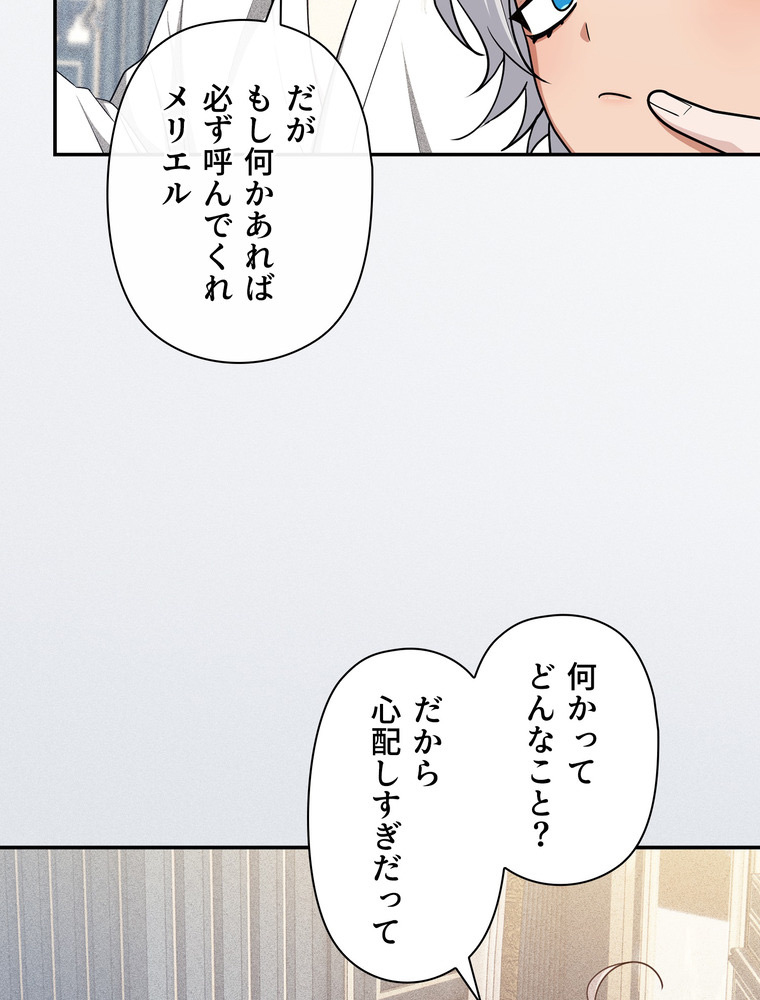 だが
もし何かあれば
必ず呼んでくれ
メリエル
何かって
どんなこと?
だから
心配しすぎだって